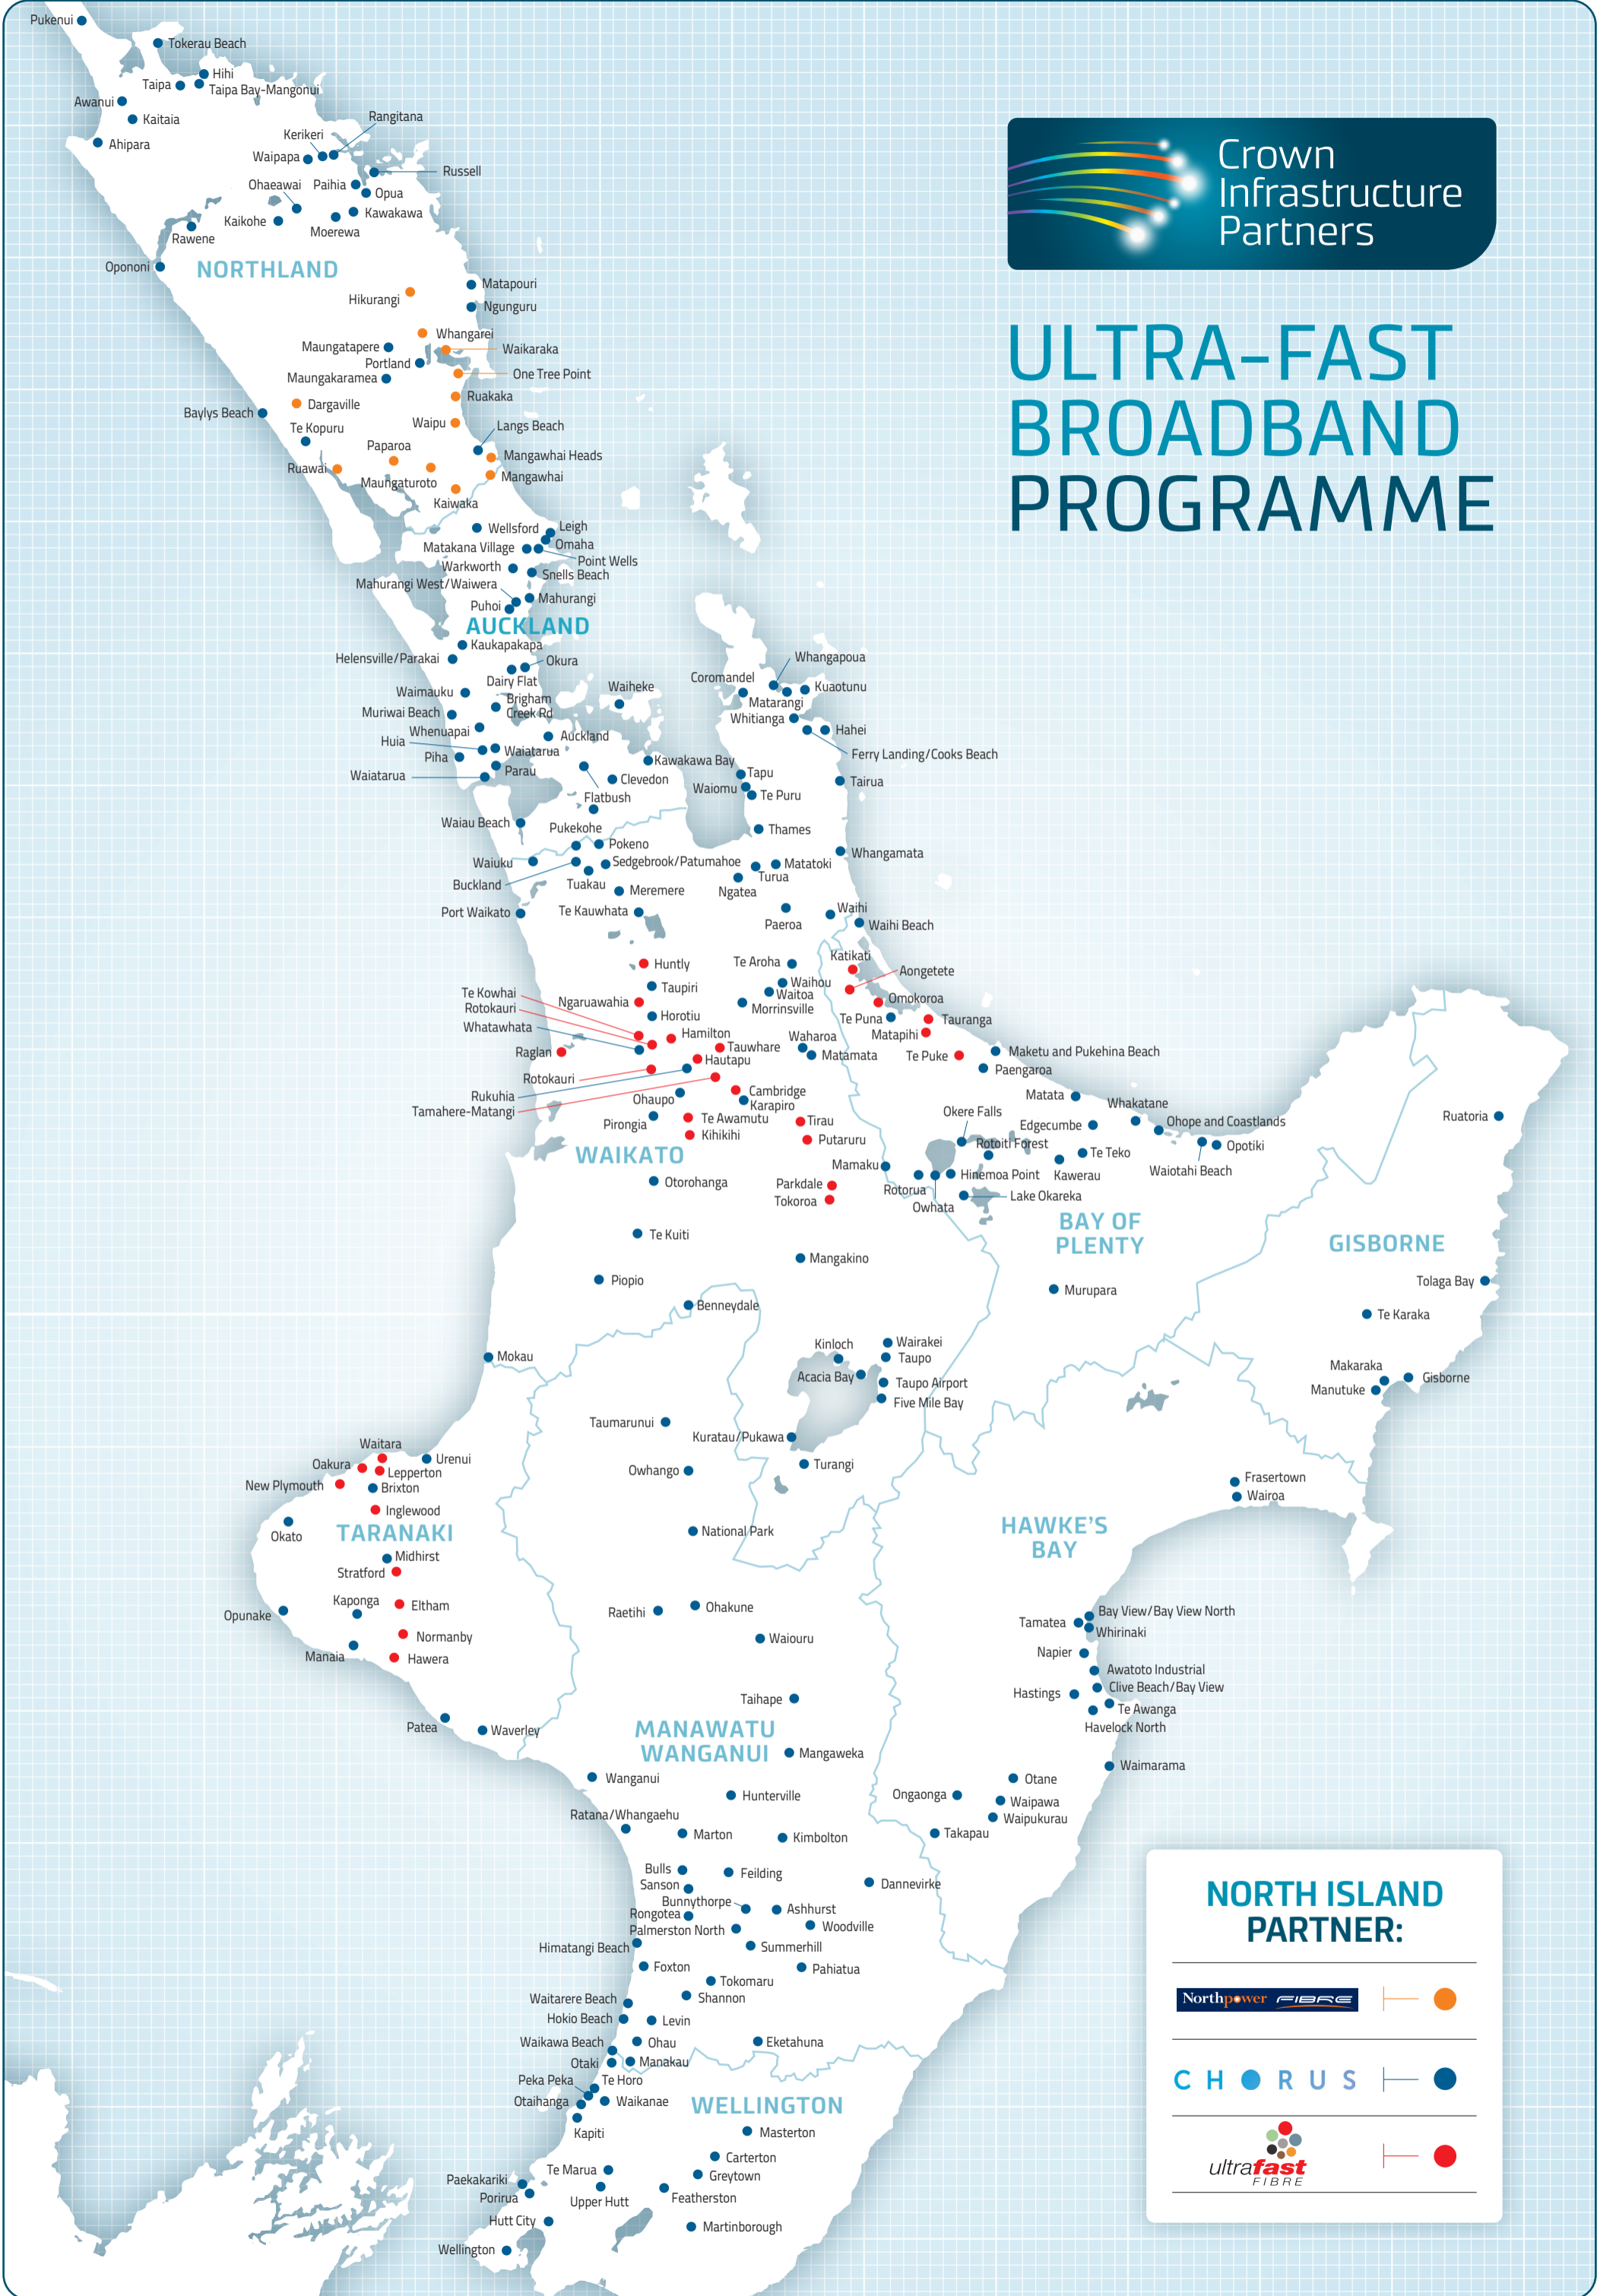 Pukenui
Tokerau Beach
Hihi
Taipa
Taipa Bay-Mangonui
Awanui
Kaitaia
Ahipara
Rangitana
Kerikeri
Waipapa
Russell
Ohaeawai
Paihia
Opua
Kawakawa
Kaikohe
Moerewa
Rawene
Opononi
NORTHLAND
Matapouri
Hikurangi
Ngunguru
Whangarei
Maungatapere
Waikaraka
Portland
Maungakaramea
One Tree Point
Dargaville
Ruakaka
Baylys Beach
Waipu
Te Kopuru
Langs Beach
Paparoa
Mangawhai Heads
Ruawai
Mangawhai
Maungaturoto
Kaiwaka
Crown
Infrastructure
Partners
ULTRA-FAST
BROADBAND
PROGRAMME
Wellsford
Leigh
Omaha
Matakana Village
Point Wells
Warkworth
Snells Beach
Mahurangi West/Waiwera
Mahurangi
Puhoi
AUCKLAND
Kaukapakapa
Helensville/Parakai
Okura
Dairy Flat
Waimauku
Brigham
Creek Rd
Muriwai Beach
Whenuapai
Huia
Auckland
Waiatarua
Piha
Parau
Waiatarua
Waiheke
Kawakawa Bay
Clevedon
Flatbush
Waiau Beach
Pukekohe
Pokeno
Waiuku
Sedgebrook/Patumahoe
Buckland
Tuakau
Meremere
Port Waikato
Te Kauwhata
Whangapoua
Coromandel
Kuaotunu
Matarangi
Whitianga
Hahei
Ferry Landing/Cooks Beach
Tapu
Waiomu
Te Puru
Tairua
Thames
Whangamata
Matatoki
Turua
Ngatea
Paeroa
Waihi
Waihi Beach
Huntly
Te Aroha
Katikati
Taupiri
Waihou
Aongetete
Te Kowhai
Waitoa
Rotokauri
Ngaruawahia
Morrinsville
Omokoroa
Whatawhata
Horotiu
Te Puna
Tauranga
Hamilton
Waharoa
Matapihi
Raglan
Tauwhare
Hautapu
Matamata
Te Puke
Maketu and Pukehina Beach
Rotokauri
Paengaroa
Rukuhia
Cambridge
Tamahere-Matangi
Ohaupo
Karapiro
Pirongia
Te Awamutu
Tirau
Kihikihi
Putaruru
WAIKATO
Matata
Whakatane
Okere Falls
Edgecumbe
Ohope and Coastlands
Ruatoria
Rotoiti Forest
Te Teko
Opotiki
Mamaku
Kawerau
Waiotahi Beach
Hinemoa Point
Rotorua
Owhata
Lake Okareka
Otorohanga
Parkdale
Tokoroa
BAY OF
PLENTY
GISBORNE
Te Kuiti
Mangakino
Piopio
Murupara
Tolaga Bay
Benneydale
Te Karaka
Mokau
Kinloch
Wairakei
Taupo
Acacia Bay
Taupo Airport
Five Mile Bay
Makaraka
Gisborne
Manutuke
Taumarunui
Kuratau/Pukawa
Waitara
Urenui
Oakura
Lepperton
New Plymouth
Brixton
Inglewood
Okato
TARANAKI
Owhango
Turangi
Frasertown
Wairoa
National Park
HAWKE'S
BAY
Midhirst
Stratford
Kaponga
Eltham
Opunake
Normanby
Manaia
Hawera
Raetihi
Ohakune
Waiouru
Bay View/Bay View North
Tamatea
Whirinaki
Napier
Awatoto Industrial
Clive Beach/Bay View
Hastings
Te Awanga
Havelock North
Patea
Waverley
Taihape
MANAWATU
WANGANUI
Mangaweka
Waimarama
Wanganui
Hunterville
Otane
Ongaonga
Waipawa
Ratana/Whangaehu
Waipukurau
Marton
Kimbolton
Takapau
Bulls
Feilding
Sanson
Dannevirke
Bunnythorpe
Rongotea
Ashhurst
Palmerston North
Woodville
Himatangi Beach
Summerhill
Foxton
Pahiatua
Tokomaru
Waitarere Beach
Shannon
Hokio Beach
Levin
Waikawa Beach
Ohau
Eketahuna
Otaki
Manakau
Peka Peka
Te Horo
Otaihanga
Waikanae
Kapiti
WELLINGTON
Masterton
Carterton
Te Marua
Greytown
Paekakariki
Porirua
Upper Hutt
Featherston
Hutt City
Martinborough
Wellington
NORTH ISLAND
PARTNER:
Northpower FIBRE
CHORUS
ultrafast
FIBRE